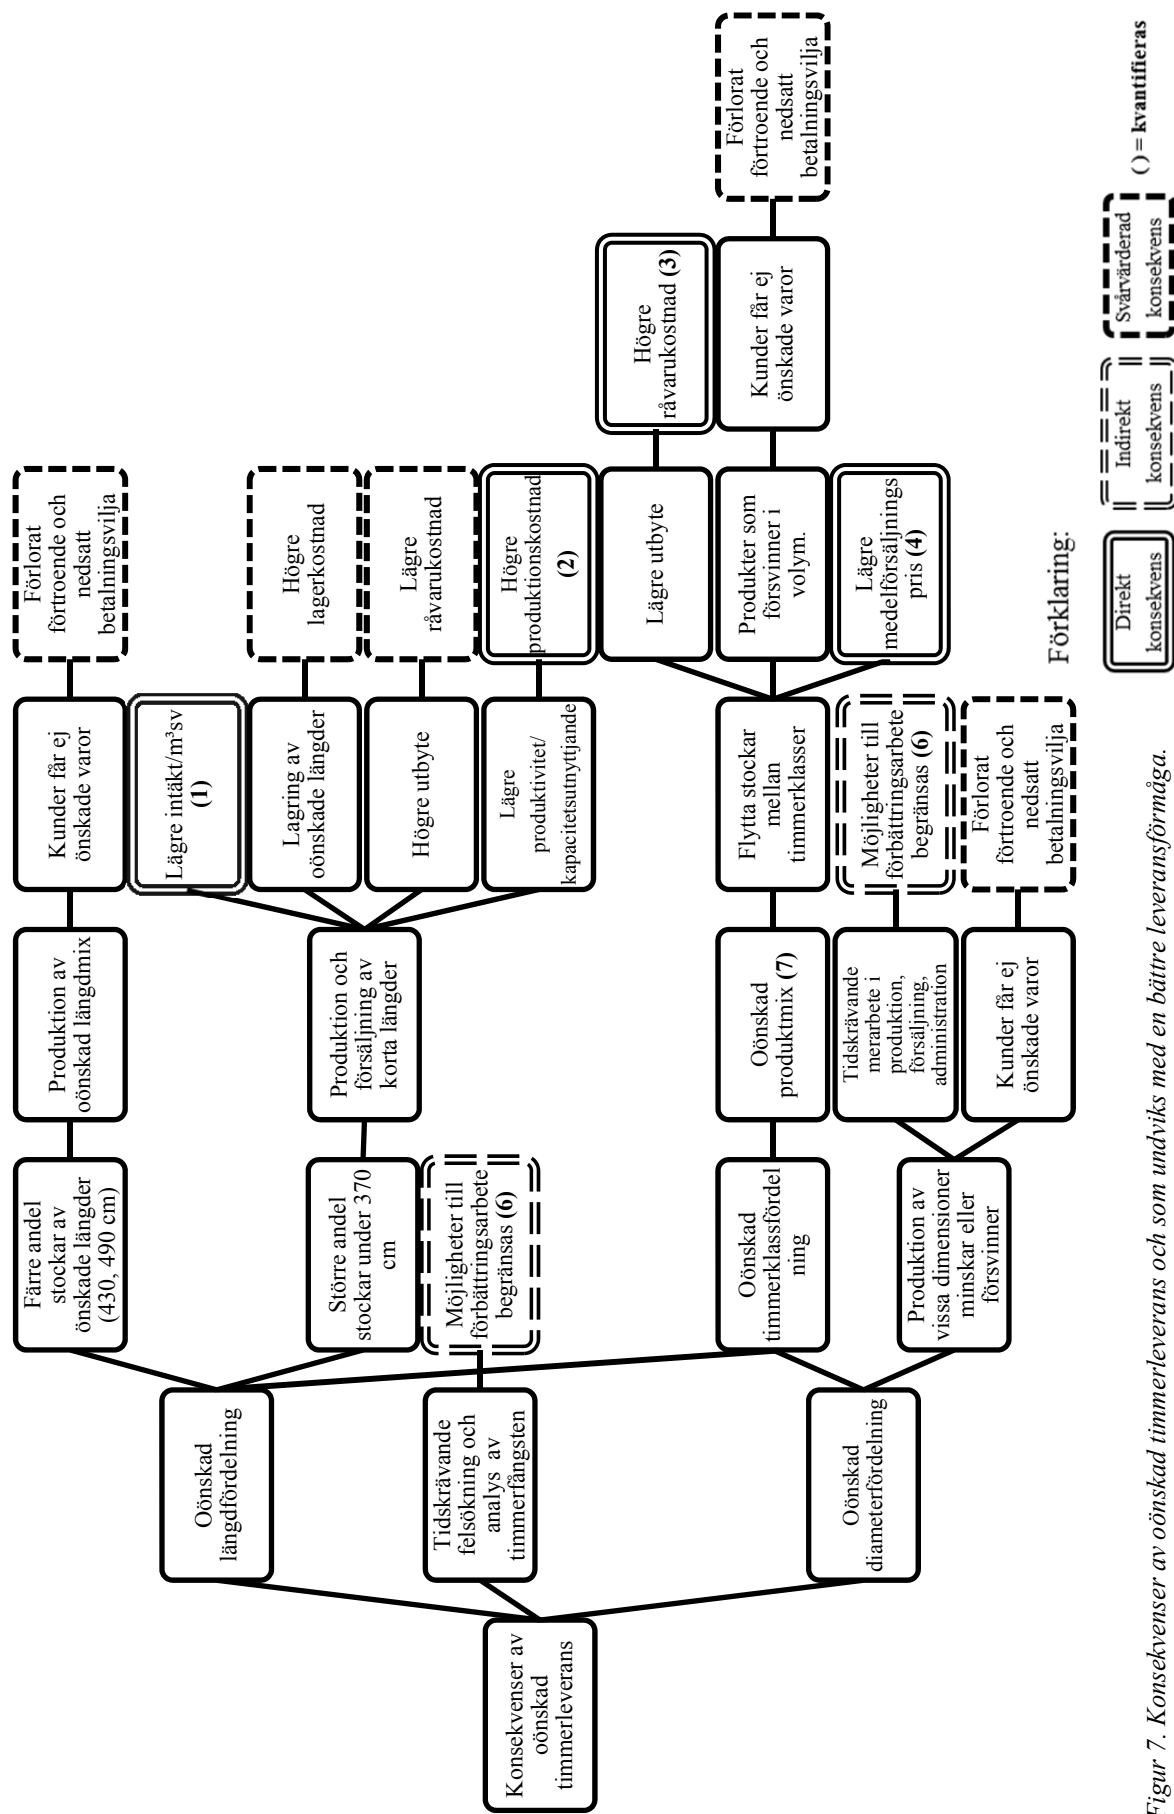 Konsekvenser av
oönskad
timmerleverans
Oönskad
längdfördelning
Tidskrävande
felsökning och
analys av
timmerfångsten
Oönskad
diameterfördelning
Färre andel
stockar av
önskade längder
(430, 490 cm)
Större andel
stockar under 370
cm
Möjligheter till
förbättringsarbete
begränsas (6)
Oönskad
timmerklassfördel
ning
Produktion av
vissa dimensioner
minskar eller
försvinner
Produktion av
oönskad längdmix
Produktion och
försäljning av
korta längder
Oönskad
produktmix (7)
Tidskrävande
merarbete i
produktion,
försäljning,
administration
Kunder får ej
önskade varor
Kunder får ej
önskade varor
Lägre intäkt/m³sv
(1)
Lagring av
oönskade längder
Högre utbyte
Lägre
produktivitet/
kapacitetsutnyttjande
Flytta stockar
mellan
timmerklasser
Möjligheter till
förbättringsarbete
begränsas (6)
Förlorat
förtroende och
nedsatt
betalningsvilja
Förlorat
förtroende och
nedsatt
betalningsvilja
Högre
lagerkostnad
Lägre
råvarukostnad
Högre
produktionskostnad
(2)
Lägre utbyte
Produkter som
försvinner i
volym.
Lägre
medelförsäljnings
pris (4)
Högre
råvarukostnad (3)
Kunder får ej
önskade varor
Förlorat
förtroende och
nedsatt
betalningsvilja
Förklaring:
Direkt
konsekvens
Indirekt
konsekvens
Svårvärderad
konsekvens
() = kvantifieras
Figur 7. Konsekvenser av oönskad timmerleverans och som undviks med en bättre leveransförmåga.